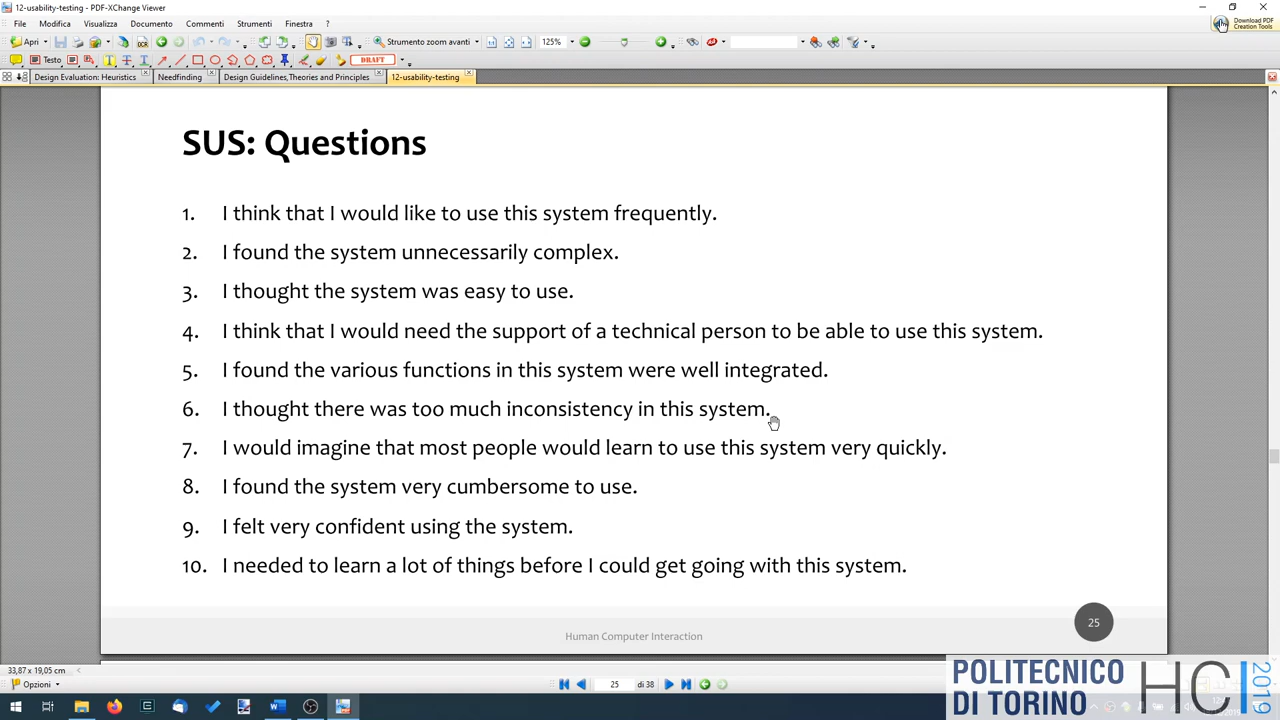 12-usability-testing - PDF-XChange Viewer
File Modifica Visualizza Documento Commenti Strumenti Finestra ?
Download PDF
Creation Tools
Apri OCR Strumento zoom avanti 125%
Testo DRAFT
Design Evaluation: Heuristics Needfinding Design Guidelines, Theories and Principles 12-usability-testing
SUS: Questions
1. I think that I would like to use this system frequently.
2. I found the system unnecessarily complex.
3. I thought the system was easy to use.
4. I think that I would need the support of a technical person to be able to use this system.
5. I found the various functions in this system were well integrated.
6. I thought there was too much inconsistency in this system.
7. I would imagine that most people would learn to use this system very quickly.
8. I found the system very cumbersome to use.
9. I felt very confident using the system.
10. I needed to learn a lot of things before I could get going with this system.
25
Human Computer Interaction
33,87 x 19,05 cm
Opzioni 25 di 38
POLITECNICO
DI TORINO
HCI
2019